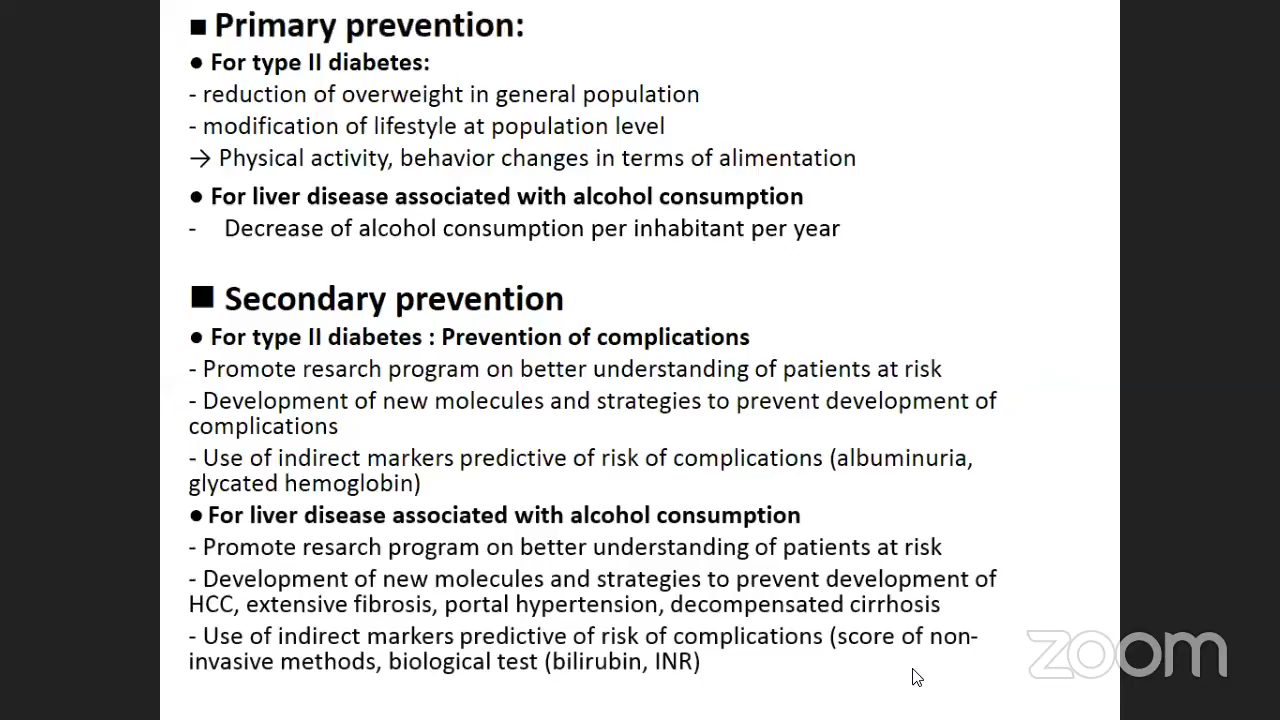 ■ Primary prevention:
● For type II diabetes:
- reduction of overweight in general population
- modification of lifestyle at population level
→ Physical activity, behavior changes in terms of alimentation
● For liver disease associated with alcohol consumption
- Decrease of alcohol consumption per inhabitant per year
■ Secondary prevention
● For type II diabetes : Prevention of complications
- Promote resarch program on better understanding of patients at risk
- Development of new molecules and strategies to prevent development of
complications
- Use of indirect markers predictive of risk of complications (albuminuria,
glycated hemoglobin)
● For liver disease associated with alcohol consumption
- Promote resarch program on better understanding of patients at risk
- Development of new molecules and strategies to prevent development of
HCC, extensive fibrosis, portal hypertension, decompensated cirrhosis
- Use of indirect markers predictive of risk of complications (score of non-
invasive methods, biological test (bilirubin, INR)
zoom